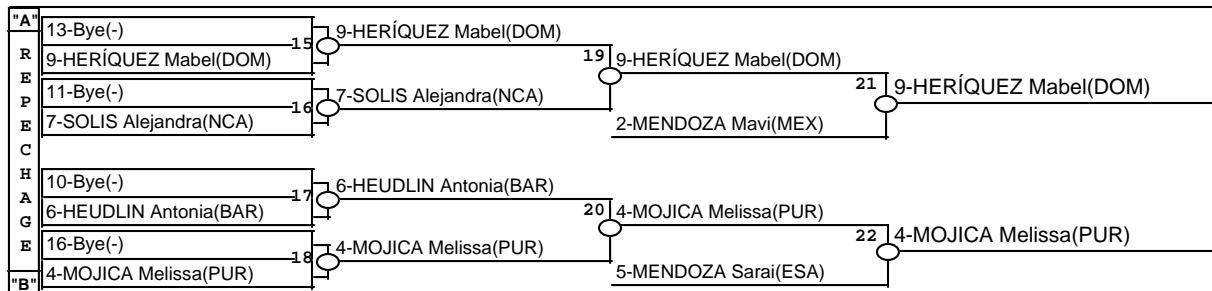 "A"
REPECHAGE
"B"
13-Bye(-)
9-HERÍQUEZ Mabel(DOM)
11-Bye(-)
7-SOLIS Alejandra(NCA)
10-Bye(-)
6-HEUDLIN Antonia(BAR)
16-Bye(-)
4-MOJICA Melissa(PUR)
15
16
17
18
9-HERÍQUEZ Mabel(DOM)
7-SOLIS Alejandra(NCA)
6-HEUDLIN Antonia(BAR)
4-MOJICA Melissa(PUR)
19
20
9-HERÍQUEZ Mabel(DOM)
2-MENDOZA Mavi(MEX)
4-MOJICA Melissa(PUR)
5-MENDOZA Sarai(ESA)
21
22
9-HERÍQUEZ Mabel(DOM)
4-MOJICA Melissa(PUR)